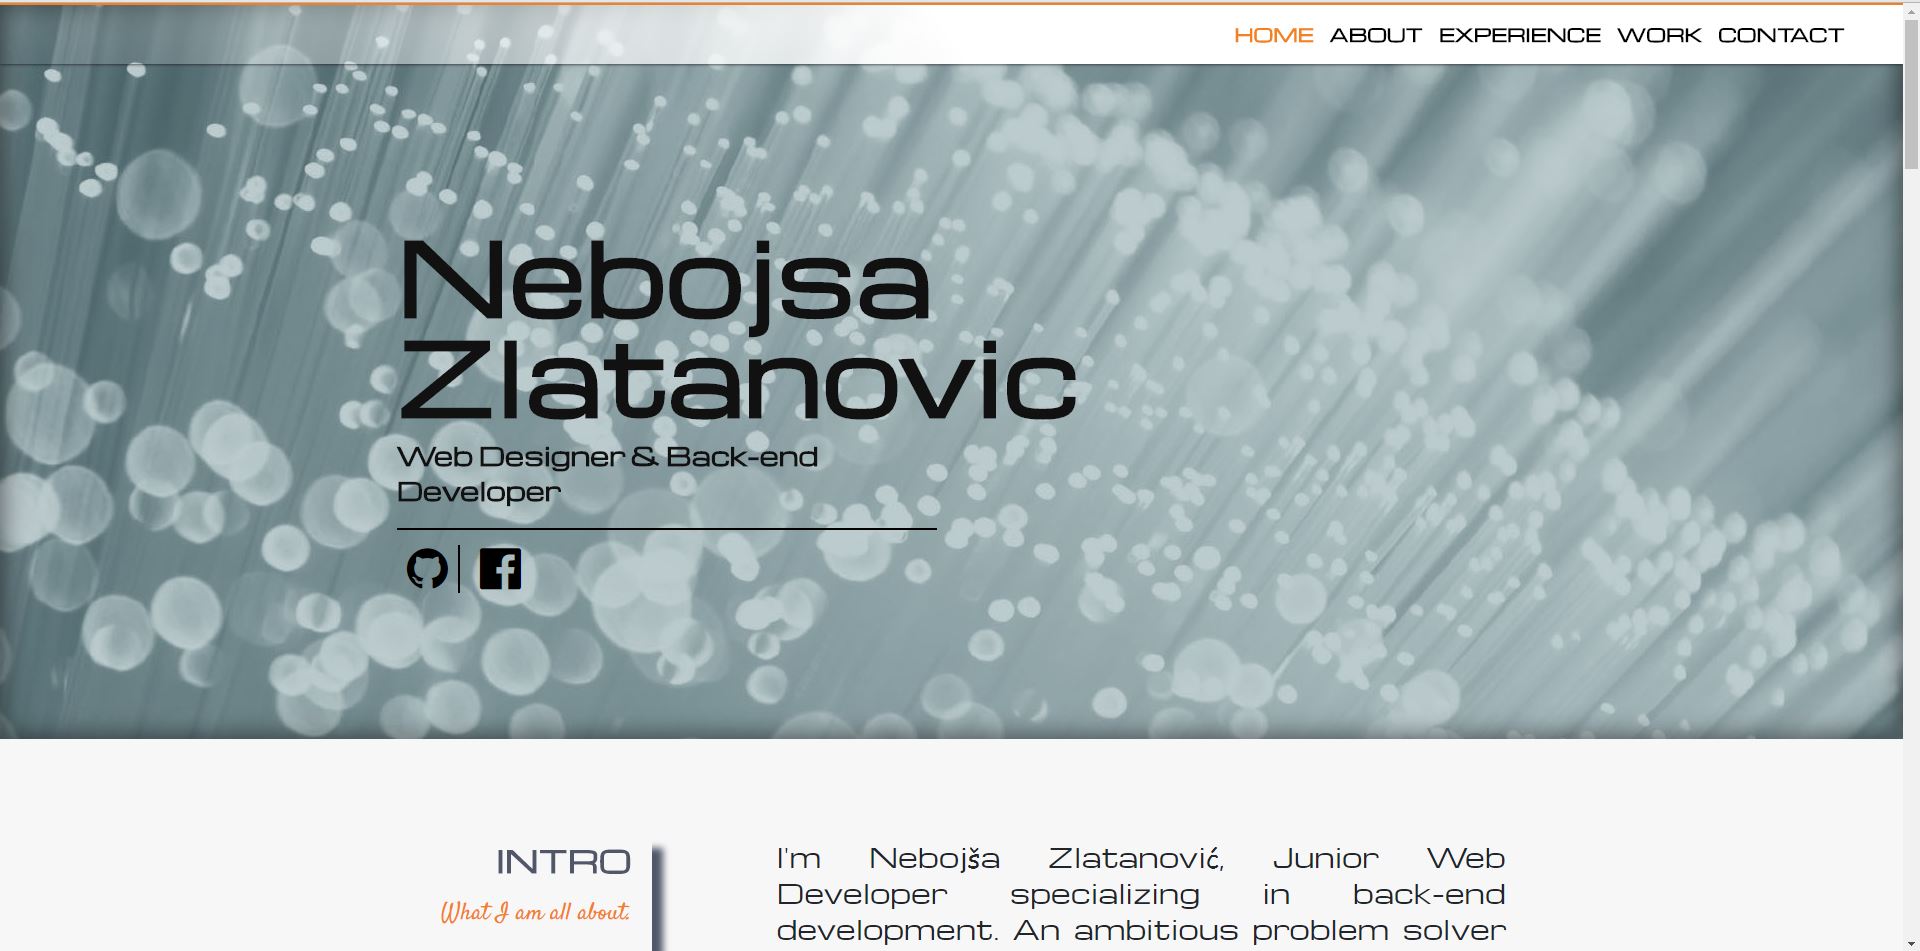 HOME ABOUT EXPERIENCE WORK CONTACT
Nebojsa
Zlatanovic
Web Designer & Back-end
Developer
INTRO
What I am all about.
I'm Nebojša Zlatanović, Junior Web
Developer specializing in back-end
development. An ambitious problem solver